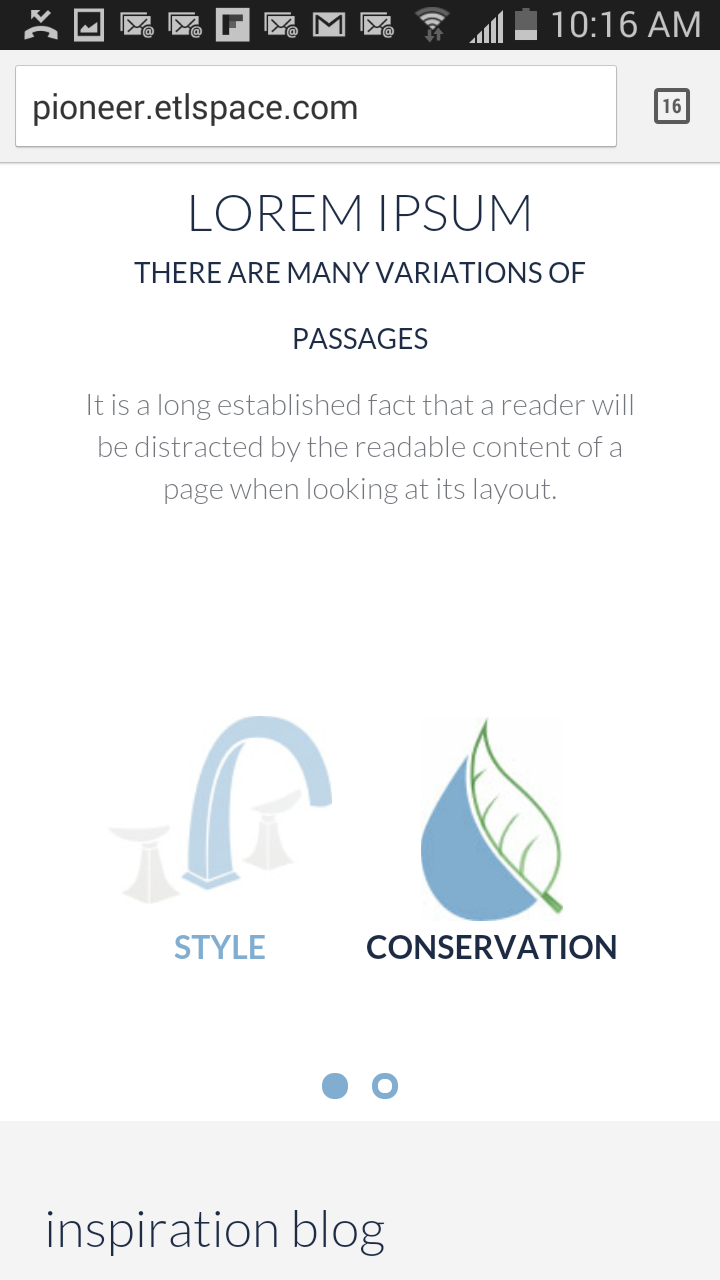 10:16 AM
pioneer.etlspace.com
16
LOREM IPSUM
THERE ARE MANY VARIATIONS OF
PASSAGES
It is a long established fact that a reader will
be distracted by the readable content of a
page when looking at its layout.
STYLE
CONSERVATION
inspiration blog